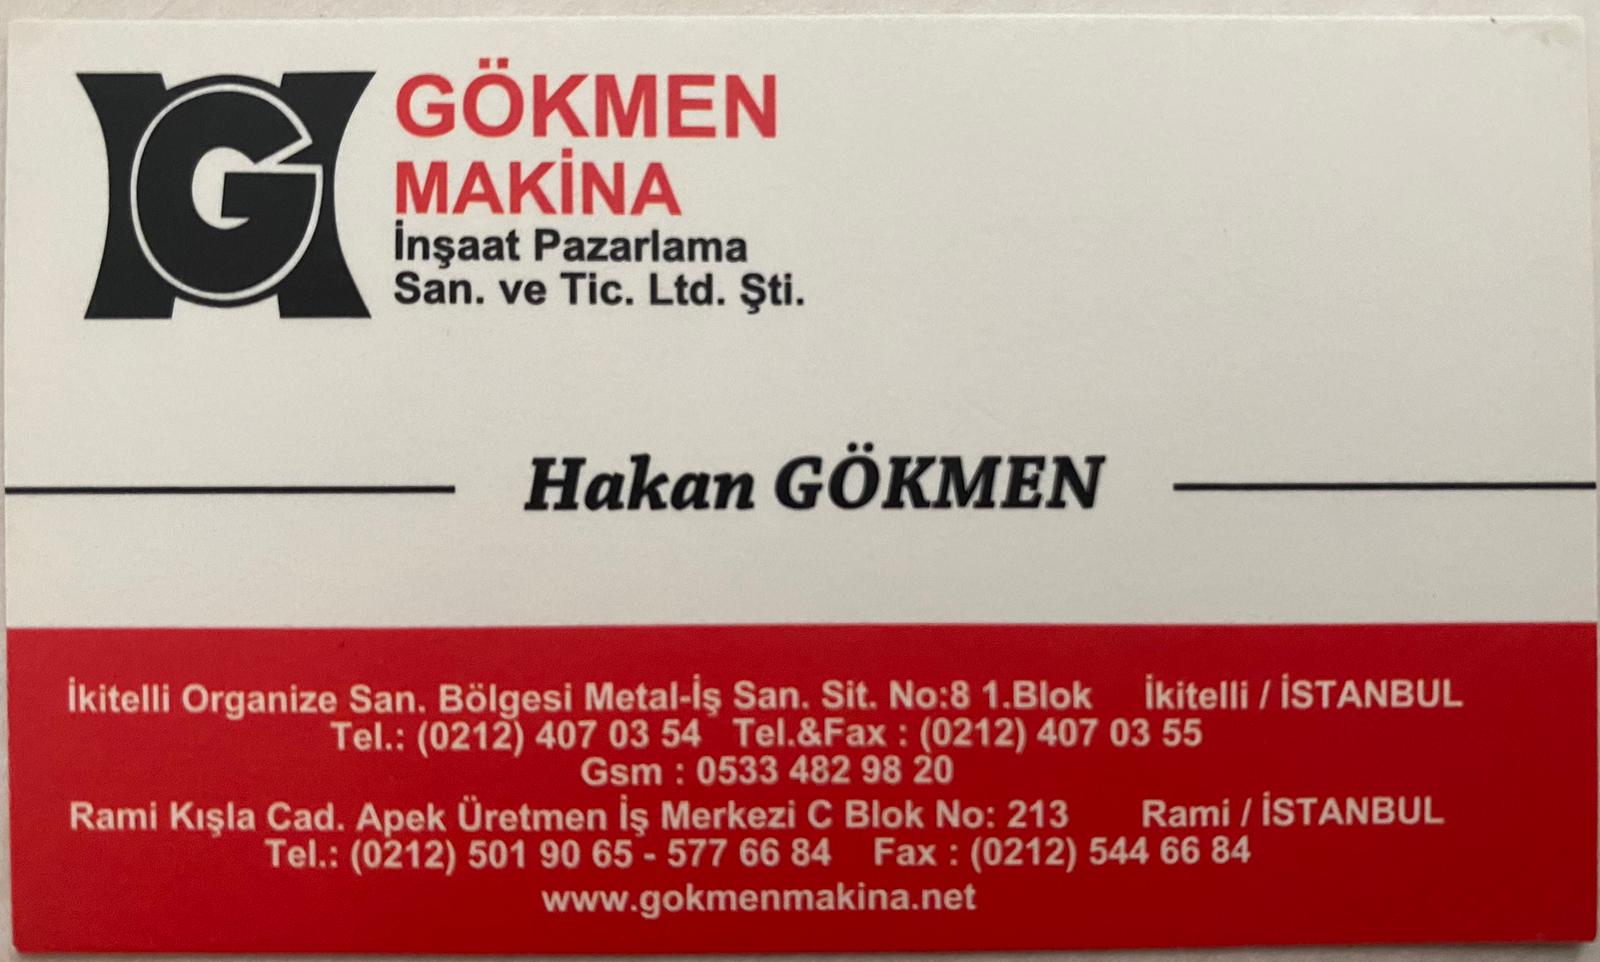 G
GÖKMEN
MAKİNA
İnşaat Pazarlama
San. ve Tic. Ltd. Şti.
Hakan GÖKMEN
İkitelli Organize San. Bölgesi Metal-İş San. Sit. No:8 1.Blok İkitelli / İSTANBUL
Tel.: (0212) 407 03 54 Tel.&Fax : (0212) 407 03 55
Gsm : 0533 482 98 20
Rami Kışla Cad. Apek Üretmen İş Merkezi C Blok No: 213 Rami / İSTANBUL
Tel.: (0212) 501 90 65 - 577 66 84 Fax : (0212) 544 66 84
www.gokmenmakina.net